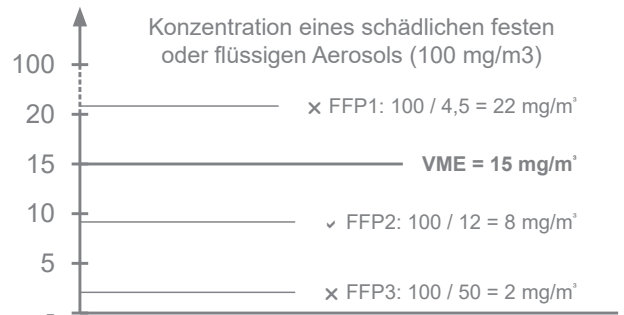 Konzentration eines schädlichen festen
oder flüssigen Aerosols (100 mg/m3)
100
× FFP1: 100 / 4,5 = 22 mg/m³
20
15
VME = 15 mg/m³
10
✓ FFP2: 100 / 12 = 8 mg/m³
5
× FFP3: 100 / 50 = 2 mg/m³